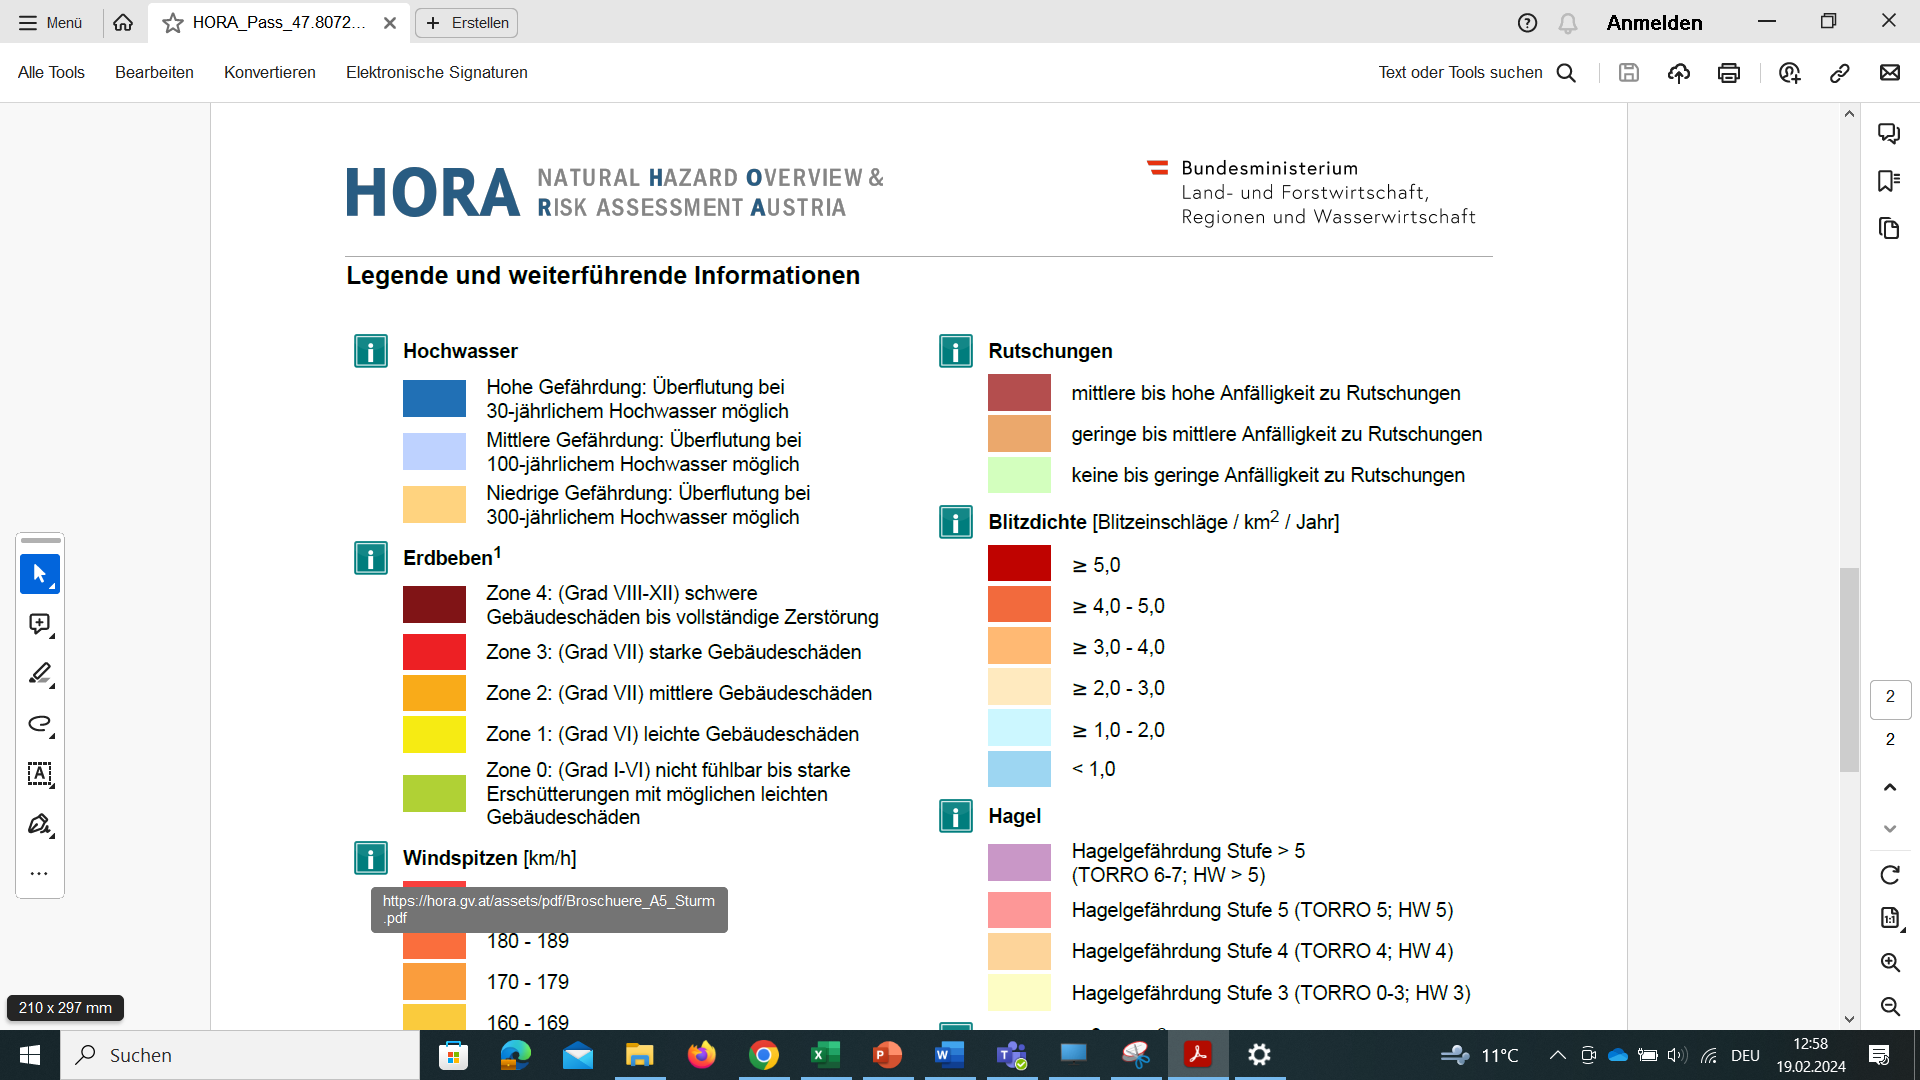 Menü
HORA_Pass_47.8072...
Erstellen
Anmelden
Alle Tools
Bearbeiten
Konvertieren
Elektronische Signaturen
Text oder Tools suchen
HORA
NATURAL HAZARD OVERVIEW &
RISK ASSESSMENT AUSTRIA
Bundesministerium
Land- und Forstwirtschaft,
Regionen und Wasserwirtschaft
Legende und weiterführende Informationen
Hochwasser
Hohe Gefährdung: Überflutung bei
30-jährlichem Hochwasser möglich
Mittlere Gefährdung: Überflutung bei
100-jährlichem Hochwasser möglich
Niedrige Gefährdung: Überflutung bei
300-jährlichem Hochwasser möglich
Erdbeben¹
Zone 4: (Grad VIII-XII) schwere
Gebäudeschäden bis vollständige Zerstörung
Zone 3: (Grad VII) starke Gebäudeschäden
Zone 2: (Grad VII) mittlere Gebäudeschäden
Zone 1: (Grad VI) leichte Gebäudeschäden
Zone 0: (Grad I-VI) nicht fühlbar bis starke
Erschütterungen mit möglichen leichten
Gebäudeschäden
Windspitzen [km/h]
https://hora.gv.at/assets/pdf/Broschuere_A5_Sturm
.pdf
180 - 189
170 - 179
160 - 169
Rutschungen
mittlere bis hohe Anfälligkeit zu Rutschungen
geringe bis mittlere Anfälligkeit zu Rutschungen
keine bis geringe Anfälligkeit zu Rutschungen
Blitzdichte [Blitzeinschläge / km² / Jahr]
≥ 5,0
≥ 4,0 - 5,0
≥ 3,0 - 4,0
≥ 2,0 - 3,0
≥ 1,0 - 2,0
< 1,0
Hagel
Hagelgefährdung Stufe > 5
(TORRO 6-7; HW > 5)
Hagelgefährdung Stufe 5 (TORRO 5; HW 5)
Hagelgefährdung Stufe 4 (TORRO 4; HW 4)
Hagelgefährdung Stufe 3 (TORRO 0-3; HW 3)
2
2
210 x 297 mm
Suchen
11°C
DEU
12:58
19.02.2024